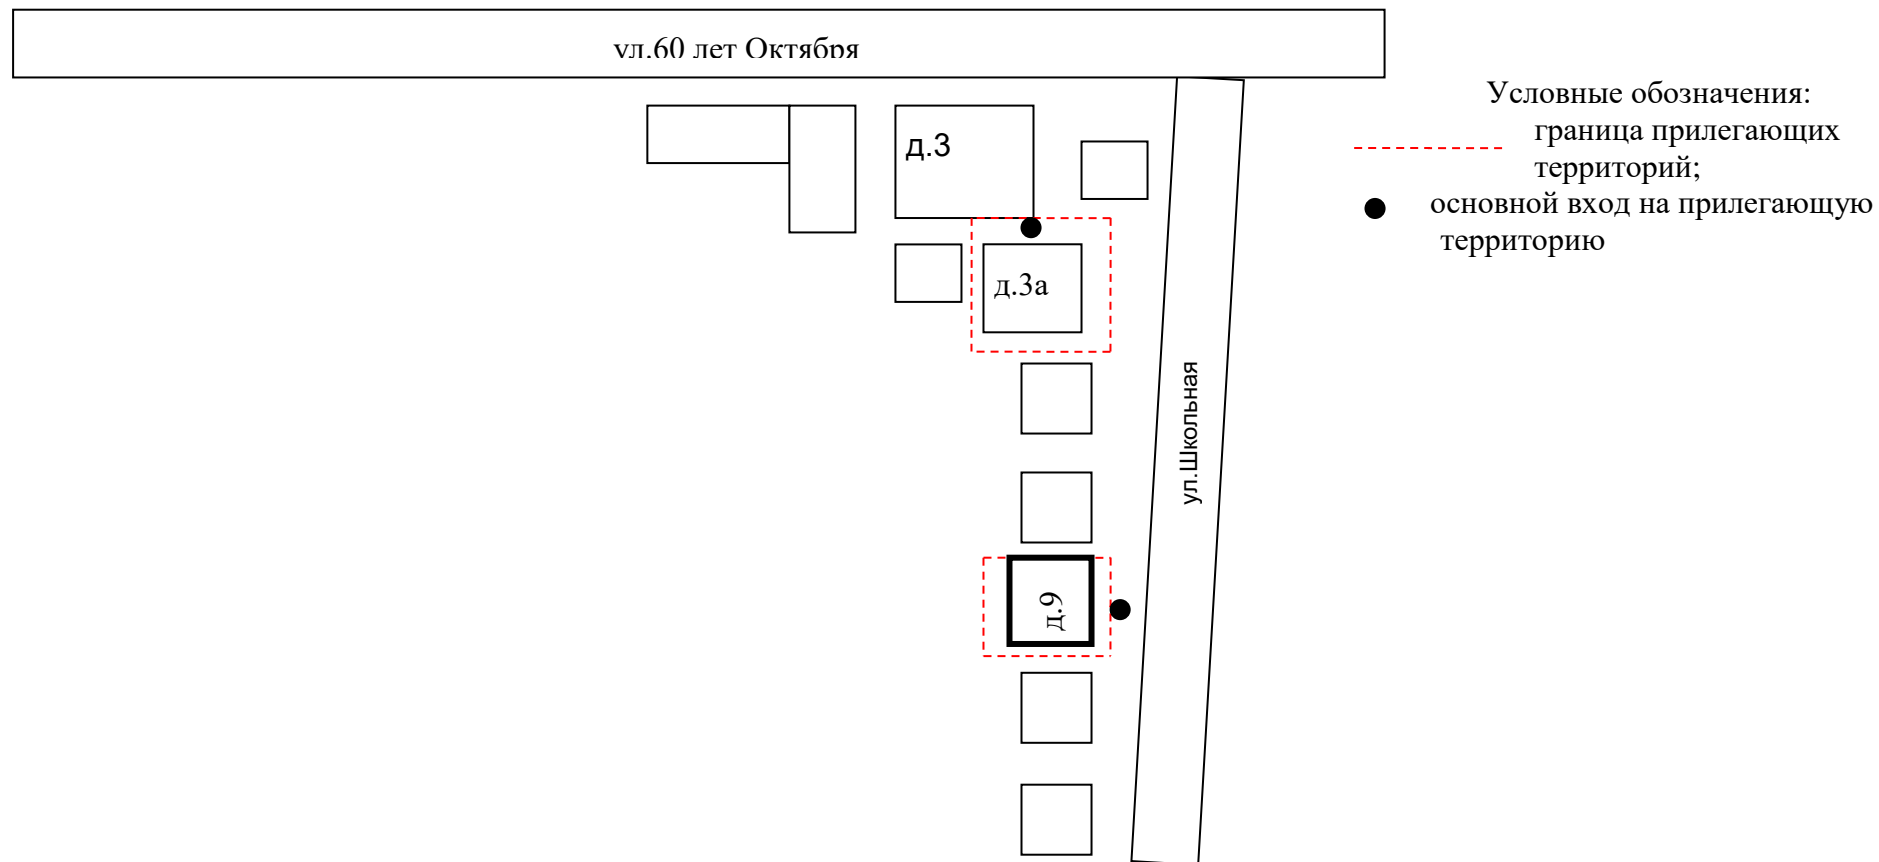 ул.60 лет Октября
Условные обозначения:
граница прилегающих
территорий;
основной вход на прилегающую
территорию
д.3
д.3а
ул.Школьная
д.9